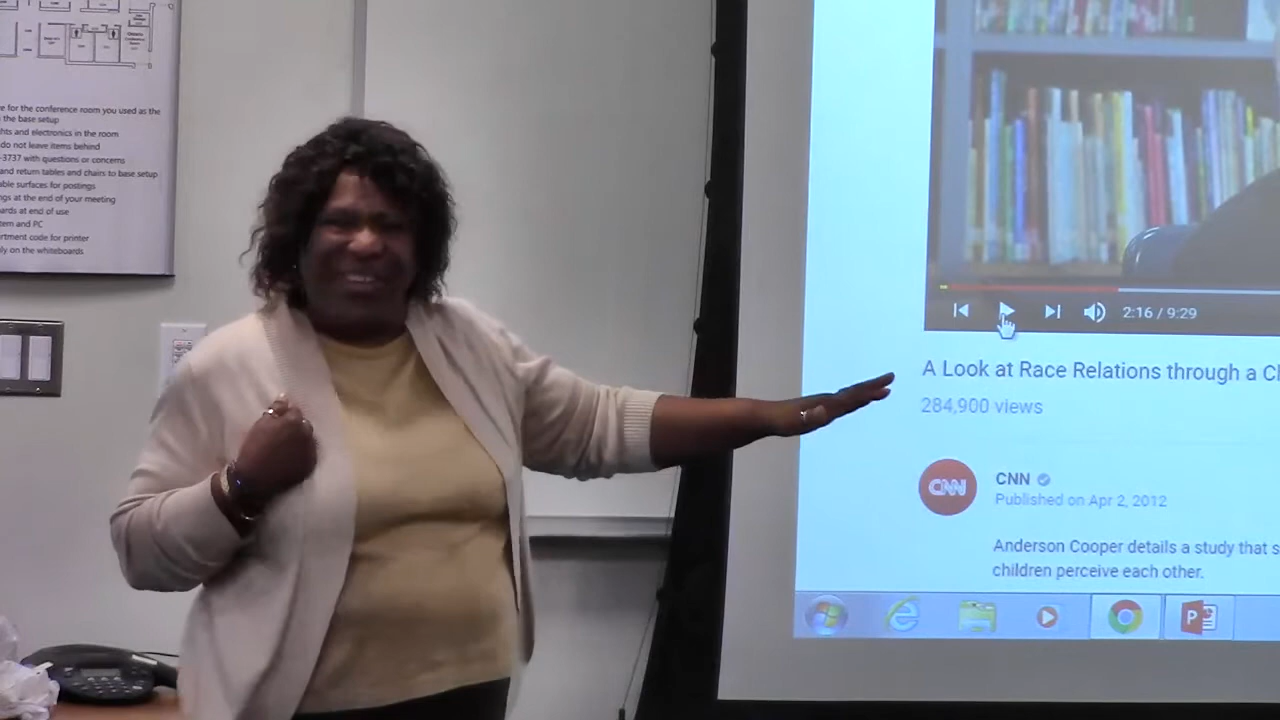 e for the conference room you used as the
the base setup
hts and electronics in the room
do not leave items behind
-3737 with questions or concerns
and return tables and chairs to base setup
able surfaces for postings
ngs at the end of your meeting
ards at end of use
tem and PC
rtment code for printer
ly on the whiteboards
2:16 / 9:29
A Look at Race Relations through a C
284,900 views
CNN
CNN
Published on Apr 2, 2012
Anderson Cooper details a study that s
children perceive each other.